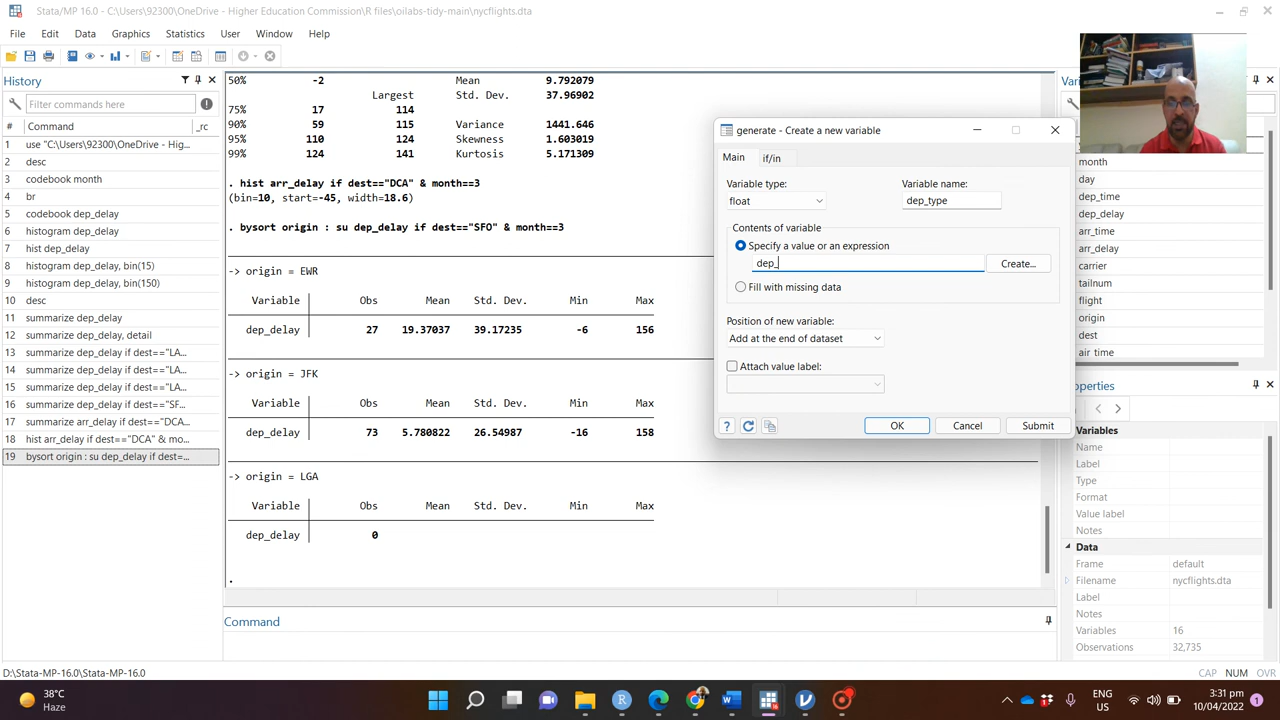 Stata/MP 16.0 - C:\Users\92300\OneDrive - Higher Education Commission\R files\oilabs-tidy-main\nycflights.dta
File Edit Data Graphics Statistics User Window Help
History
Filter commands here
# Command _rc
1 use "C:\Users\92300\OneDrive - Hig...
2 desc
3 codebook month
4 br
5 codebook dep_delay
6 histogram dep_delay
7 hist dep_delay
8 histogram dep_delay, bin(15)
9 histogram dep_delay, bin(150)
10 desc
11 summarize dep_delay
12 summarize dep_delay, detail
13 summarize dep_delay if dest=="LA...
14 summarize dep_delay if dest=="LA...
15 summarize dep_delay if dest=="LA...
16 summarize dep_delay if dest=="SF...
17 summarize arr_delay if dest=="DCA...
18 hist arr_delay if dest=="DCA" & mo...
19 bysort origin : su dep_delay if dest=...
50% -2 Mean 9.792079
Largest Std. Dev. 37.96902
75% 17 114
90% 59 115 Variance 1441.646
95% 110 124 Skewness 1.603019
99% 124 141 Kurtosis 5.171309
. hist arr_delay if dest=="DCA" & month==3
(bin=10, start=-45, width=18.6)
. bysort origin : su dep_delay if dest=="SFO" & month==3
-> origin = EWR
Variable Obs Mean Std. Dev. Min Max
dep_delay 27 19.37037 39.17235 -6 156
-> origin = JFK
Variable Obs Mean Std. Dev. Min Max
dep_delay 73 5.780822 26.54987 -16 158
-> origin = LGA
Variable Obs Mean Std. Dev. Min Max
dep_delay 0
.
Command
generate - Create a new variable
Main if/in
Variable type: Variable name:
float dep_type
Contents of variable
Specify a value or an expression
dep_ Create...
Fill with missing data
Position of new variable:
Add at the end of dataset
Attach value label:
OK Cancel Submit
month
day
dep_time
dep_delay
arr_time
arr_delay
carrier
tailnum
flight
origin
dest
air_time
operties
Variables
Name
Label
Type
Format
Value label
Notes
Data
Frame default
Filename nycflights.dta
Label
Notes
Variables 16
Observations 32,735
D:\Stata-MP-16.0\Stata-MP-16.0
CAP NUM OVR
38°C
Haze
ENG
US
3:31 pm
10/04/2022
1